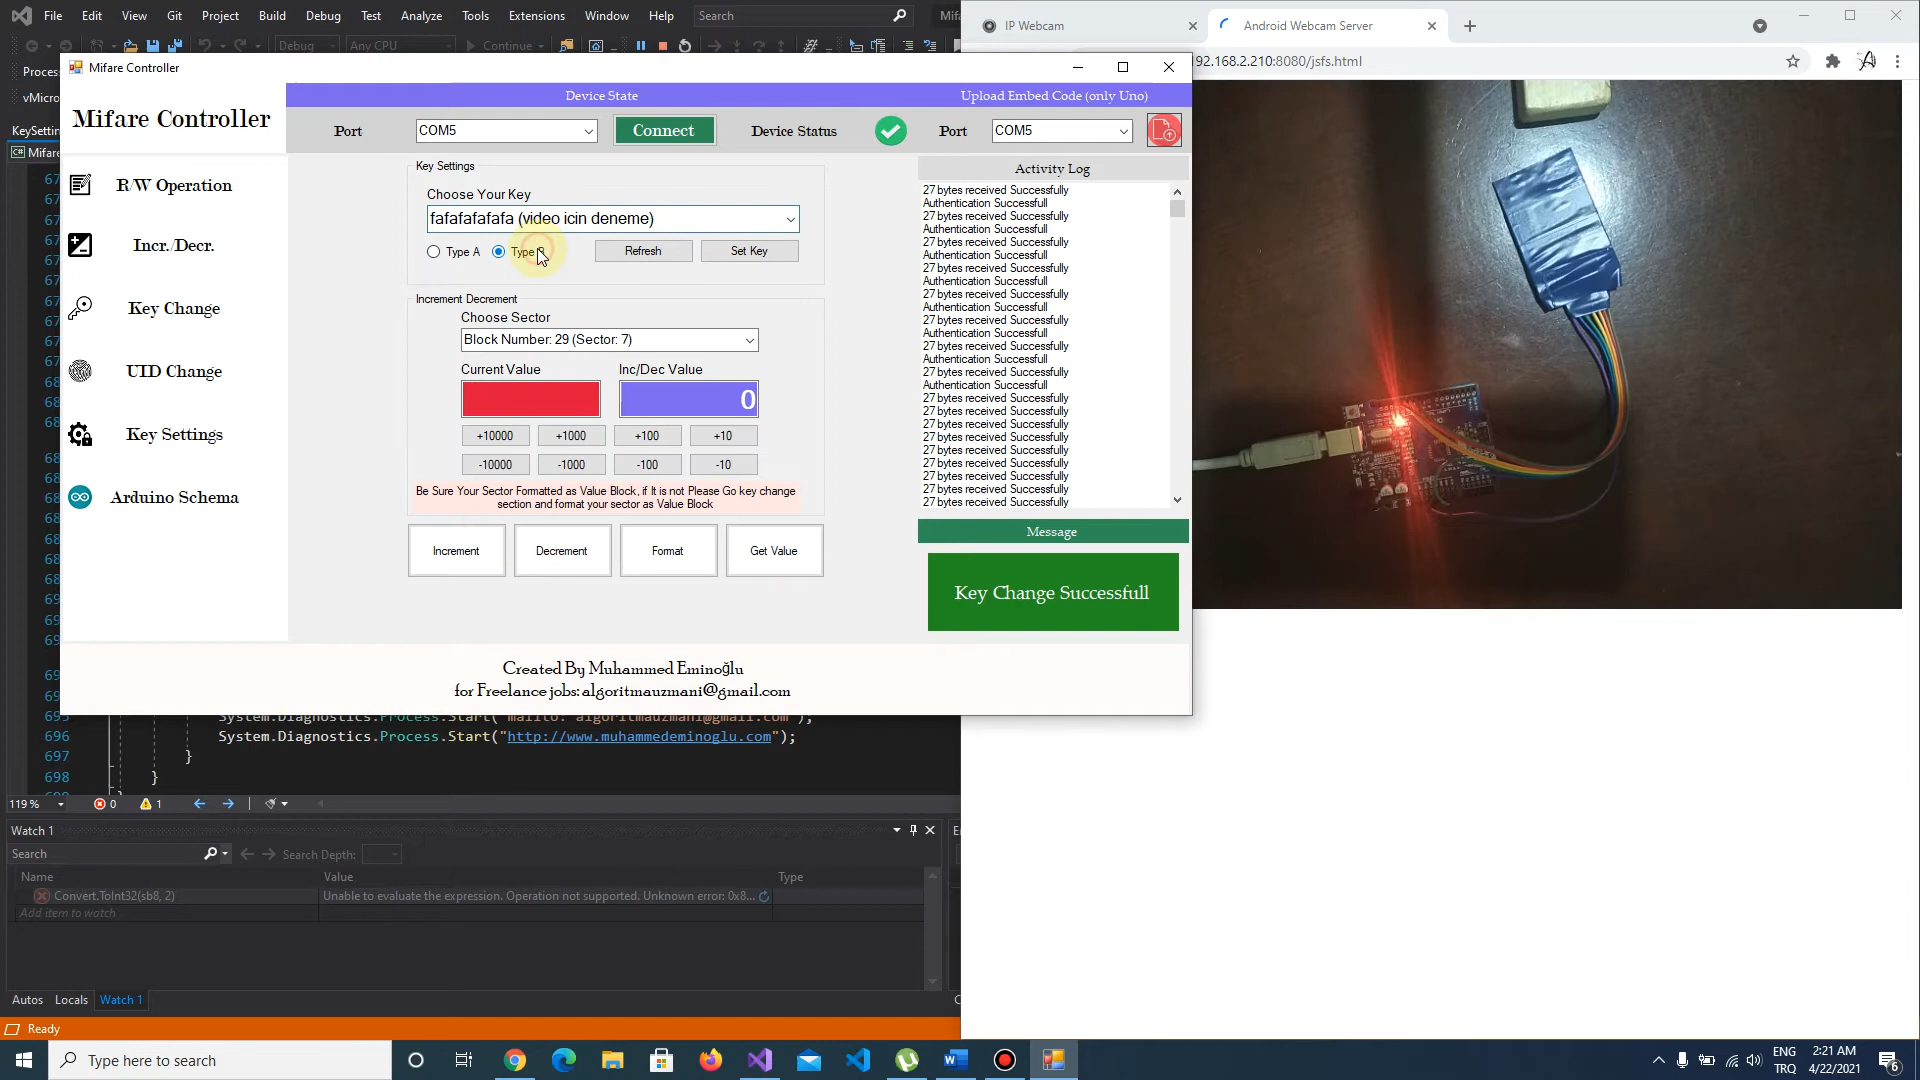 File Edit View Git Project Build Debug Test Analyze Tools Extensions Window Help Search
Debug Any CPU Continue
Process
vMicro
KeySettin
Mifare
IP Webcam
Android Webcam Server
192.168.2.210:8080/jsfs.html
Mifare Controller
Mifare Controller
Device State
Upload Embed Code (only Uno)
Port COM5 Connect Device Status Port COM5
R/W Operation
Incr./Decr.
Key Change
UID Change
Key Settings
Arduino Schema
Key Settings
Choose Your Key
fafafafafafa (video icin deneme)
Type A Type Refresh Set Key
Increment Decrement
Choose Sector
Block Number: 29 (Sector: 7)
Current Value Inc/Dec Value
0
+10000 +1000 +100 +10
-10000 -1000 -100 -10
Be Sure Your Sector Formatted as Value Block, if It is not Please Go key change
section and format your sector as Value Block
Increment Decrement Format Get Value
Activity Log
27 bytes received Successfully
Authentication Successfull
27 bytes received Successfully
Authentication Successfull
27 bytes received Successfully
Authentication Successfull
27 bytes received Successfully
Authentication Successfull
27 bytes received Successfully
Authentication Successfull
27 bytes received Successfully
Authentication Successfull
27 bytes received Successfully
Authentication Successfull
27 bytes received Successfully
Authentication Successfull
27 bytes received Successfully
27 bytes received Successfully
27 bytes received Successfully
27 bytes received Successfully
27 bytes received Successfully
27 bytes received Successfully
27 bytes received Successfully
27 bytes received Successfully
27 bytes received Successfully
Message
Key Change Successfull
Created By Muhammed Eminoğlu
for Freelance jobs: algoritmauzmani@gmail.com
System.Diagnostics.Process.Start("mailto: algoritmauzmani@gmail.com");
696 System.Diagnostics.Process.Start("http://www.muhammedeminoglu.com");
697 }
698 }
119 % 0 1
Watch 1
Search Search Depth:
Name Value Type
Convert.ToInt32(sb8, 2) Unable to evaluate the expression. Operation not supported. Unknown error: 0x8...
Add item to watch
Autos Locals Watch 1
Ready
Type here to search
ENG
TRQ
2:21 AM
4/22/2021
6